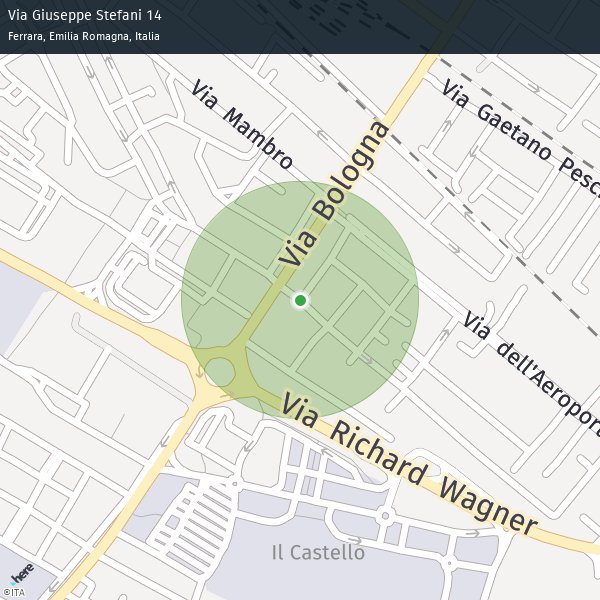 Via Giuseppe Stefani 14
Ferrara, Emilia Romagna, Italia
Via Mambro
Via Gaetano Pesci
Via Bologna
Via dell'Aeroporto
Via Richard Wagner
Il Castello
here
©ITA